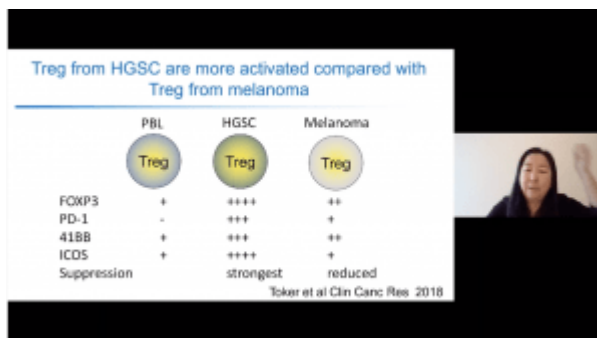 Treg from HGSC are more activated compared with
Treg from melanoma
PBL HGSC Melanoma
Treg Treg Treg
FOXP3 + ++++ ++
PD-1 - +++ +
41BB + +++ ++
ICOS + ++++ +
Suppression strongest reduced
Toker et al Clin Canc Res 2018